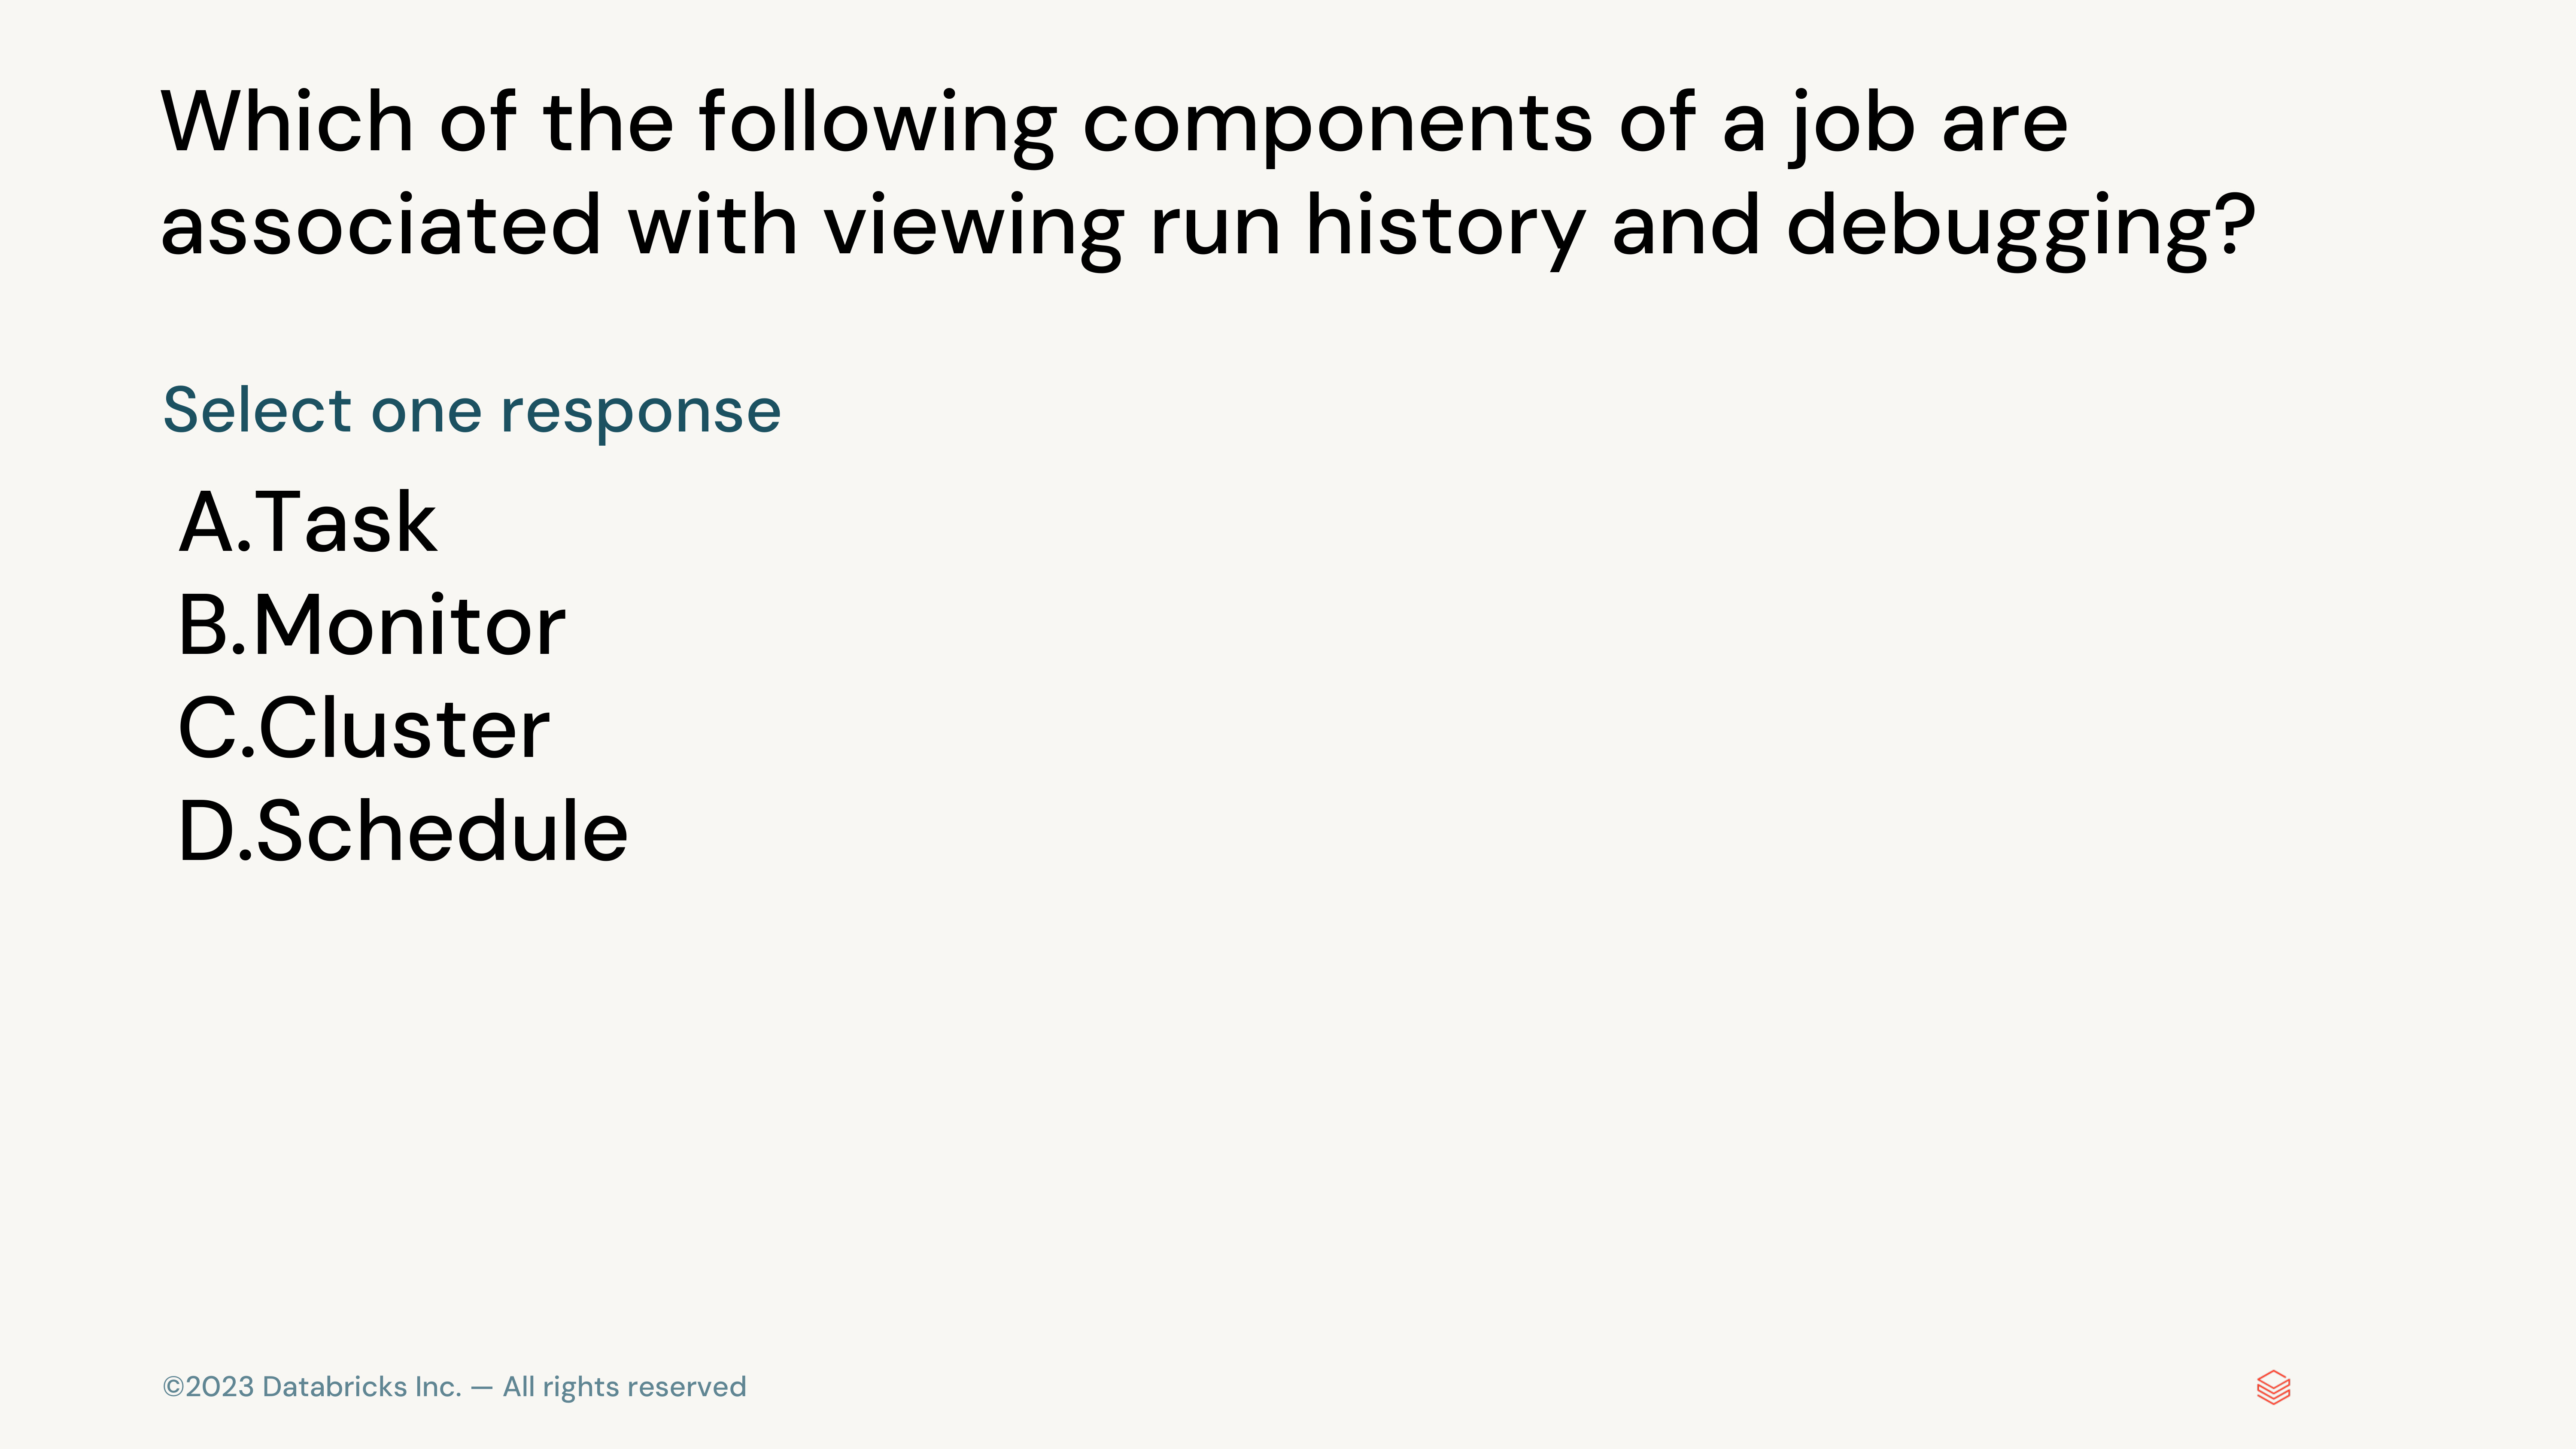 Which of the following components of a job are
associated with viewing run history and debugging?
Select one response
A.Task
B.Monitor
C.Cluster
D.Schedule
©2023 Databricks Inc. — All rights reserved